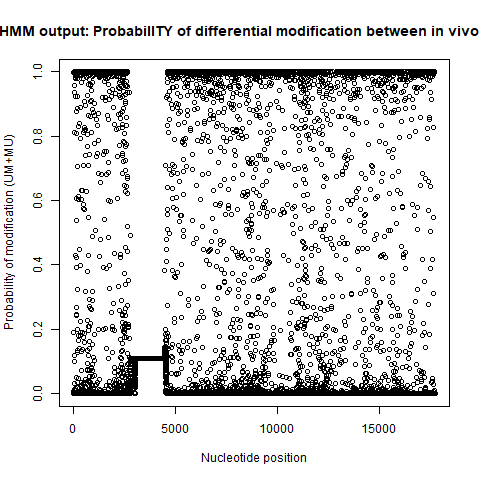 HMM output: ProbabilITY of differential modification between in vivo
Probability of modification (UM+MU)
1.0
0.8
0.6
0.4
0.2
0.0
0 5000 10000 15000
Nucleotide position